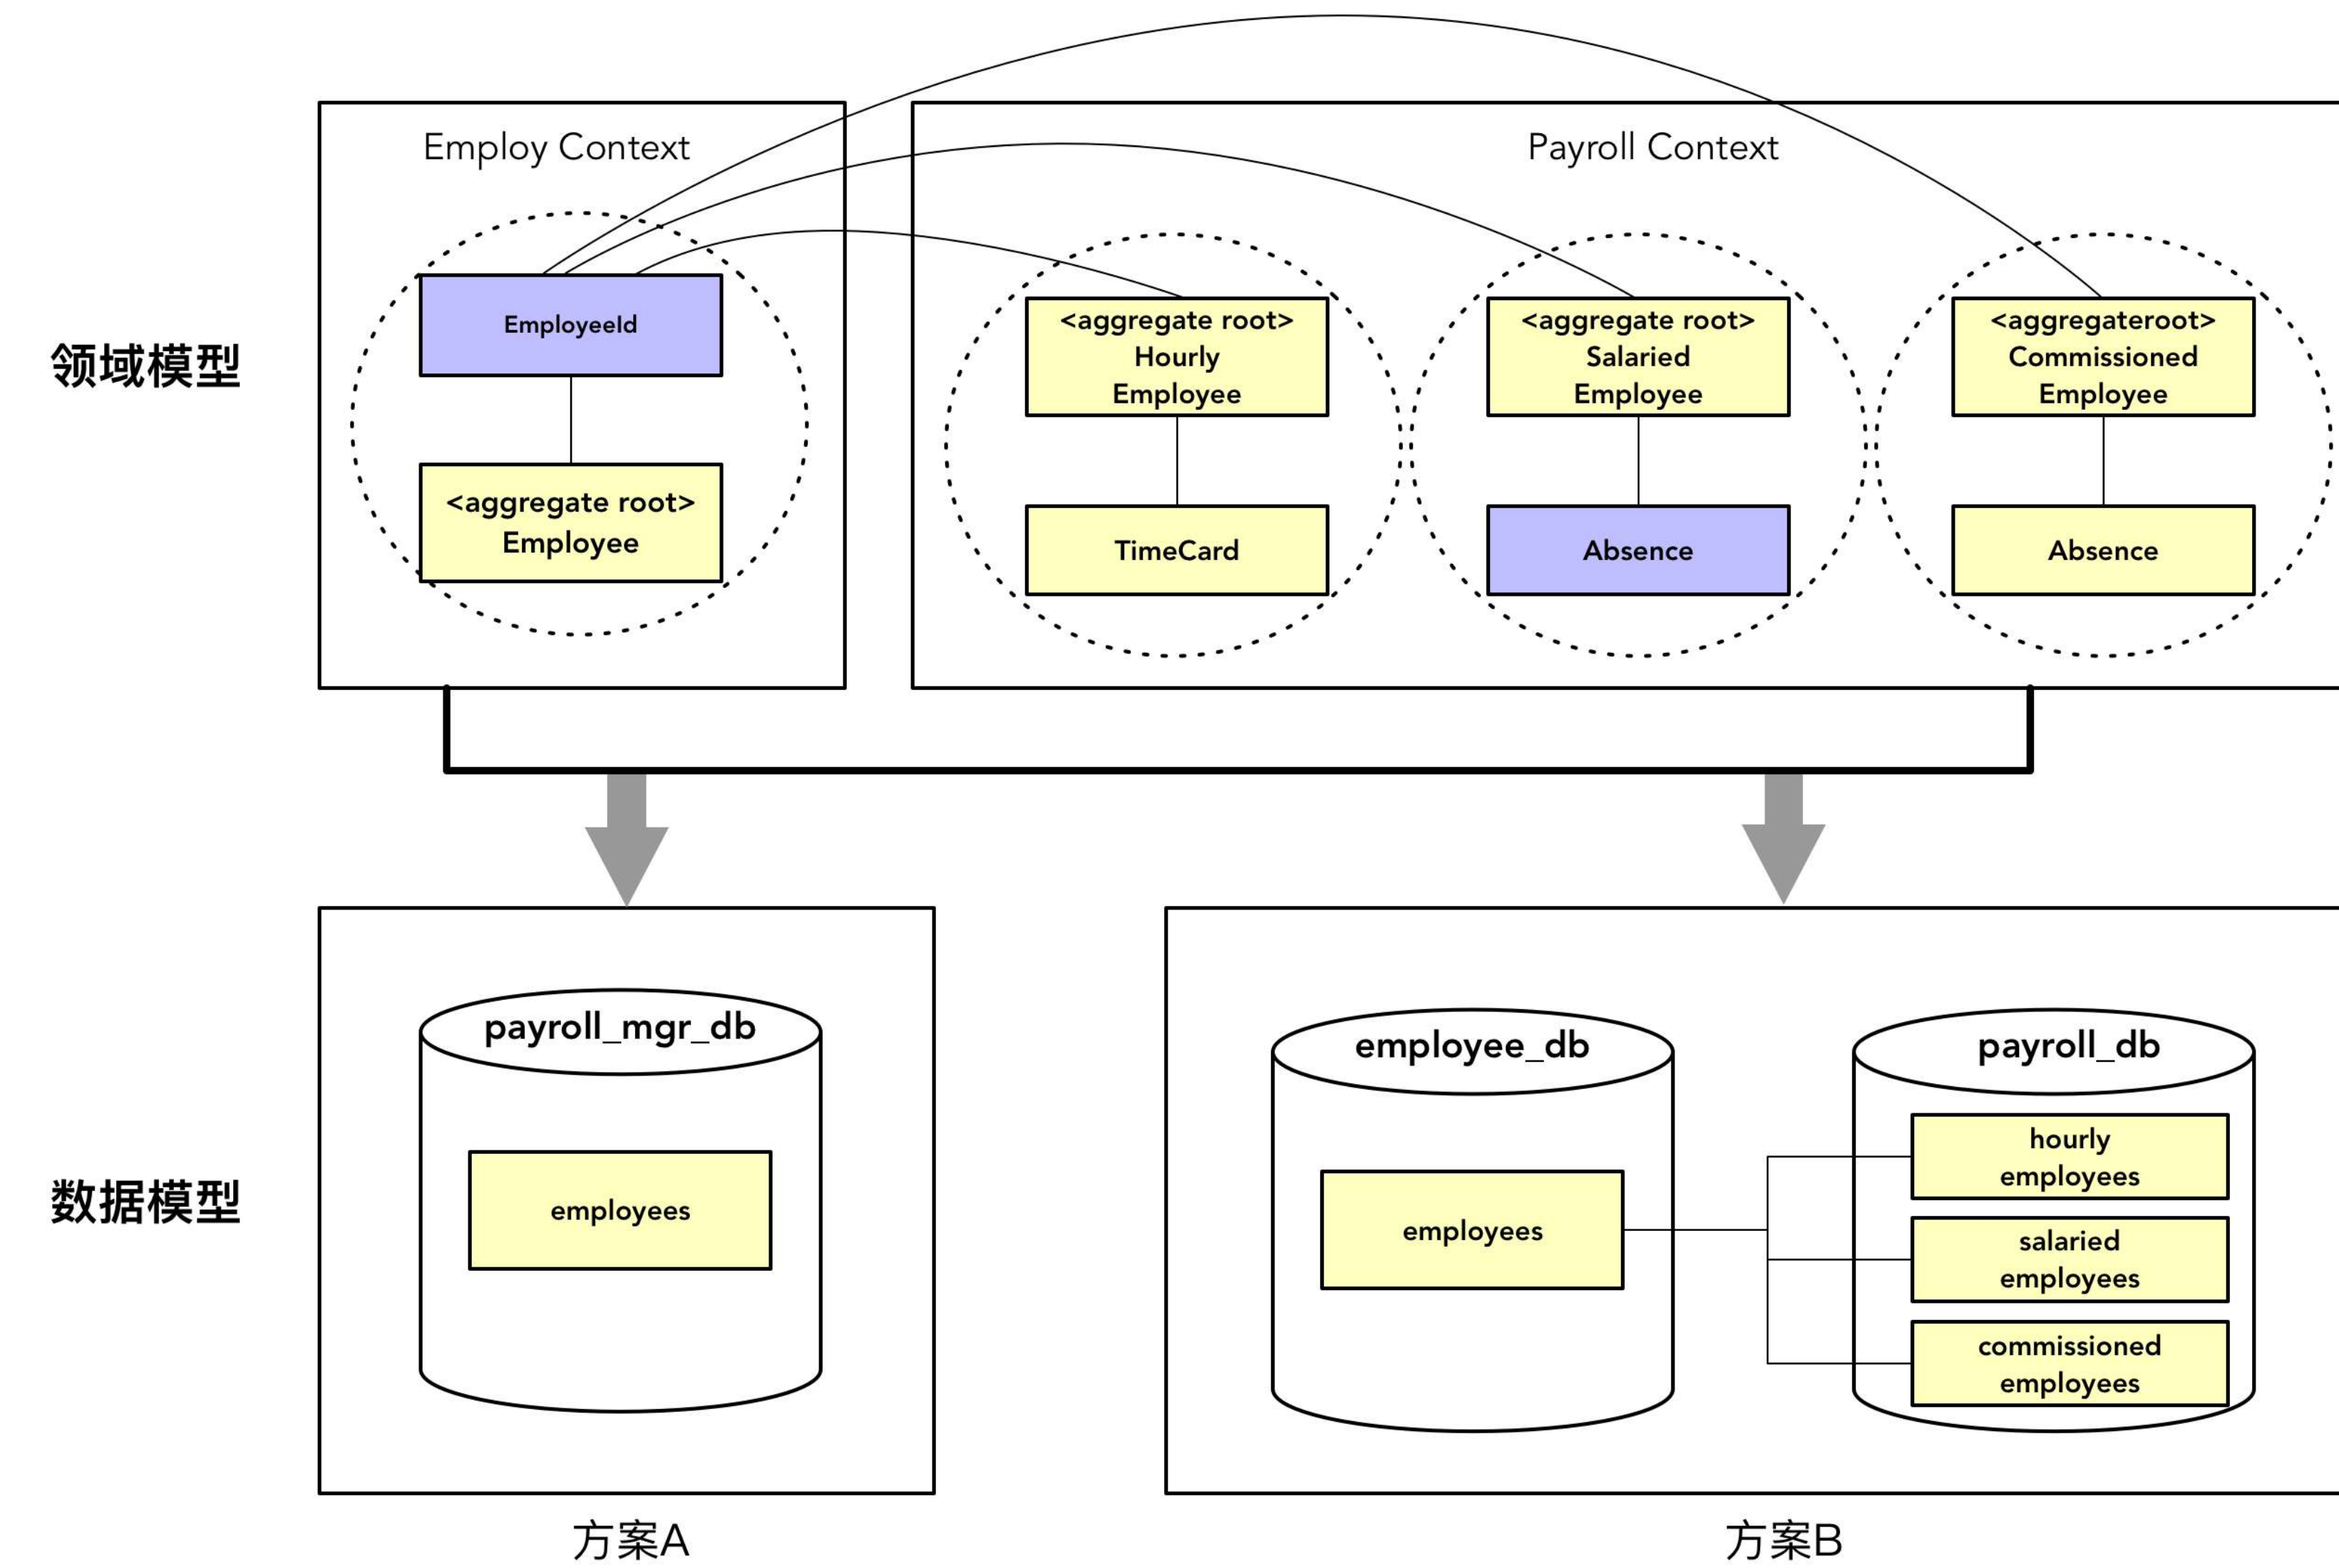 Employ Context
Payroll Context
领域模型
EmployeeId
<aggregate root>
Employee
<aggregate root>
Hourly
Employee
TimeCard
<aggregate root>
Salaried
Employee
Absence
<aggregateroot>
Commissioned
Employee
Absence
数据模型
payroll_mgr_db
employees
employee_db
employees
payroll_db
hourly
employees
salaried
employees
commissioned
employees
方案A
方案B